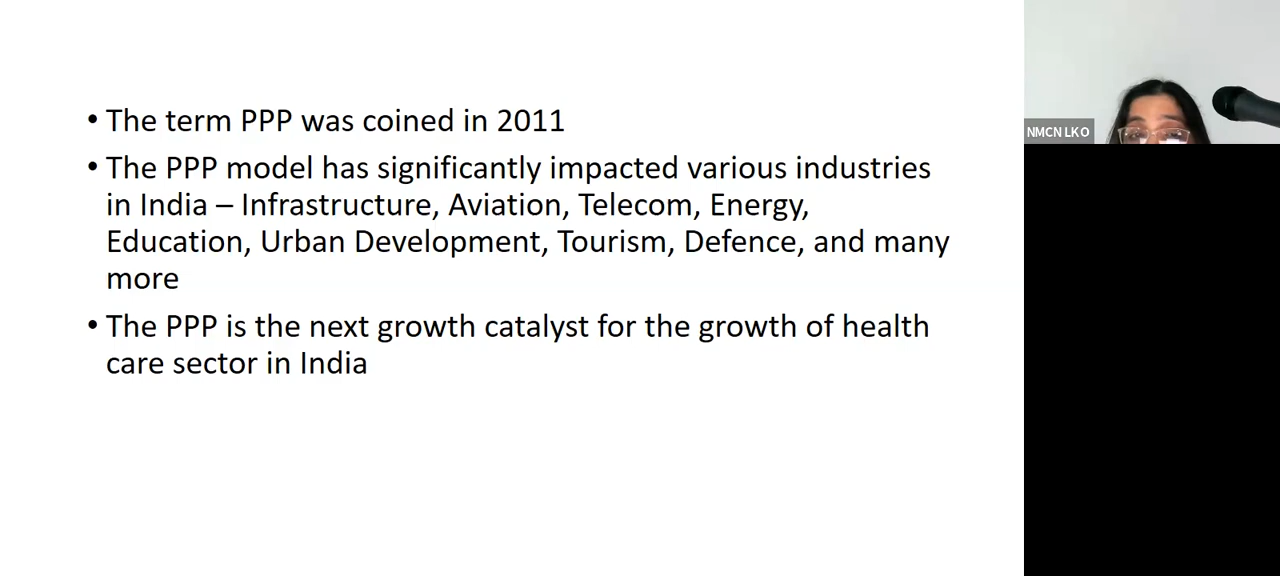 • The term PPP was coined in 2011
• The PPP model has significantly impacted various industries
in India – Infrastructure, Aviation, Telecom, Energy,
Education, Urban Development, Tourism, Defence, and many
more
• The PPP is the next growth catalyst for the growth of health
care sector in India
NMCN LKO